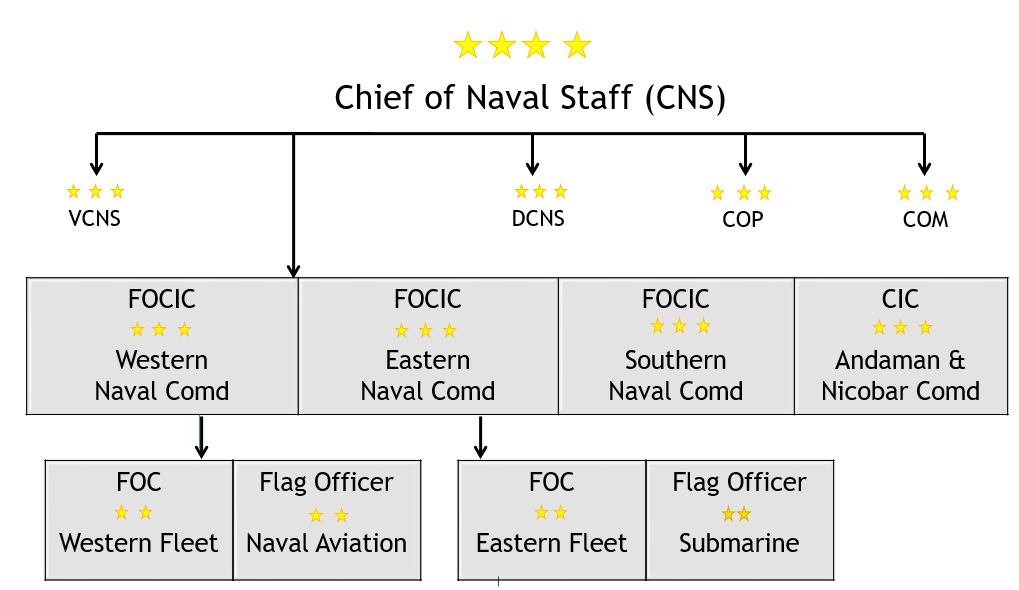 Chief of Naval Staff (CNS)
VCNS
DCNS
COP
COM
FOCIC
Western
Naval Comd
FOCIC
Eastern
Naval Comd
FOCIC
Southern
Naval Comd
CIC
Andaman &
Nicobar Comd
FOC
Western Fleet
Flag Officer
Naval Aviation
FOC
Eastern Fleet
Flag Officer
Submarine